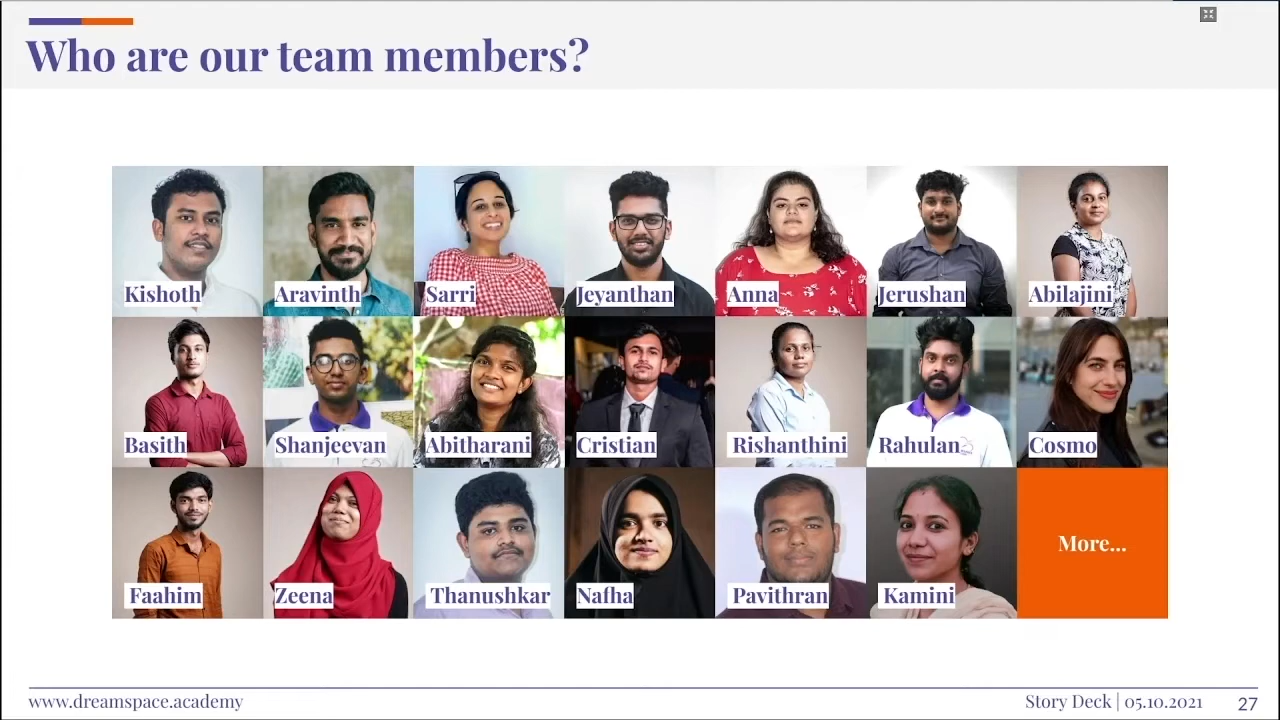 Who are our team members?
Kishoth
Aravinth
Sarri
Jeyanthan
Anna
Jerushan
Abilajini
Basith
Shanjeevan
Abitharani
Cristian
Rishanthini
Rahulan
Cosmo
Faahim
Zeena
Thanushkar
Nafha
Pavithran
Kamini
More...
www.dreamspace.academy
Story Deck | 05.10.2021
27